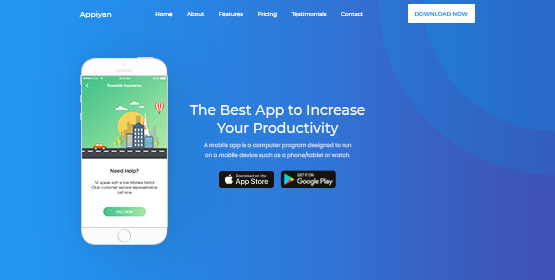 Appiyan
Home
About
Features
Pricing
Testimonials
Contact
DOWNLOAD NOW
Roadside Assistance
Need Help?
To speak with a live Allstate Motor
Club customer service representative
call now
CALL NOW
The Best App to Increase
Your Productivity
A mobile app is a computer program designed to run
on a mobile device such as a phone/tablet or watch.
Download on the
App Store
GET IT ON
Google Play